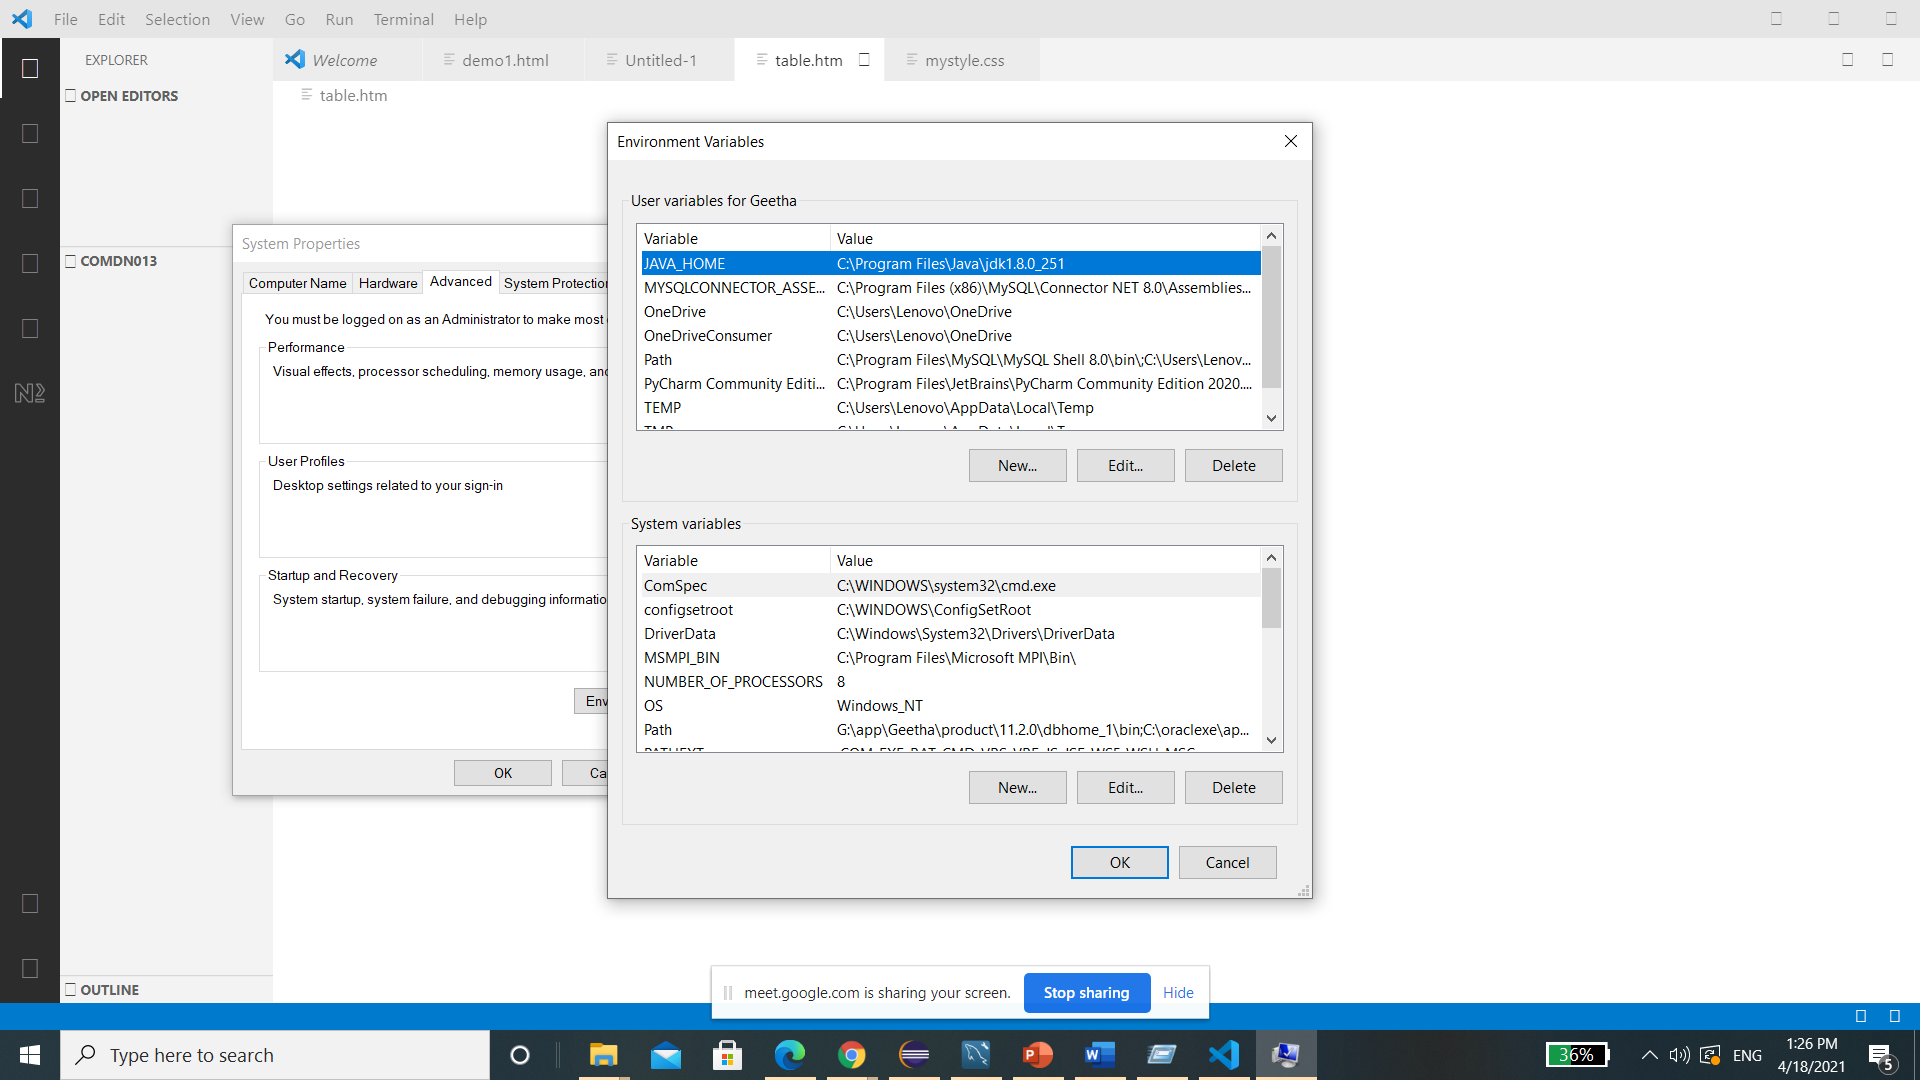 File Edit Selection View Go Run Terminal Help
EXPLORER
Welcome
demo1.html
Untitled-1
table.htm
mystyle.css
OPEN EDITORS
table.htm
COMDN013
OUTLINE
System Properties
Computer Name Hardware Advanced System Protection
You must be logged on as an Administrator to make most
Performance
Visual effects, processor scheduling, memory usage, and
User Profiles
Desktop settings related to your sign-in
Startup and Recovery
System startup, system failure, and debugging informatio
Env
OK Ca
Environment Variables
User variables for Geetha
Variable Value
JAVA_HOME C:\Program Files\Java\jdk1.8.0_251
MYSQLCONNECTOR_ASSE... C:\Program Files (x86)\MySQL\Connector NET 8.0\Assemblies...
OneDrive C:\Users\Lenovo\OneDrive
OneDriveConsumer C:\Users\Lenovo\OneDrive
Path C:\Program Files\MySQL\MySQL Shell 8.0\bin\;C:\Users\Lenov...
PyCharm Community Editi... C:\Program Files\JetBrains\PyCharm Community Edition 2020....
TEMP C:\Users\Lenovo\AppData\Local\Temp
New... Edit... Delete
System variables
Variable Value
ComSpec C:\WINDOWS\system32\cmd.exe
configsetroot C:\WINDOWS\ConfigSetRoot
DriverData C:\Windows\System32\Drivers\DriverData
MSMPI_BIN C:\Program Files\Microsoft MPI\Bin\
NUMBER_OF_PROCESSORS 8
OS Windows_NT
Path G:\app\Geetha\product\11.2.0\dbhome_1\bin;C:\oraclexe\ap...
New... Edit... Delete
OK Cancel
meet.google.com is sharing your screen. Stop sharing Hide
Type here to search
36%
ENG
1:26 PM
4/18/2021
5